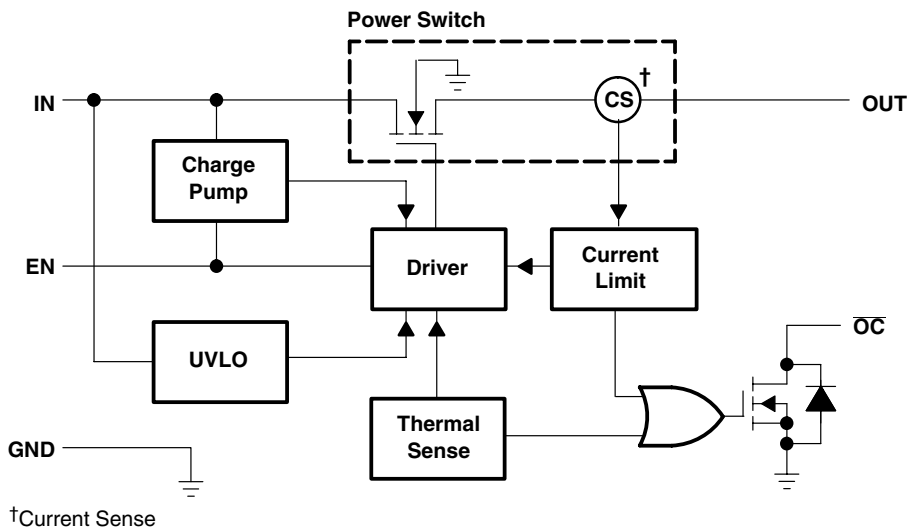 Power Switch
†
IN
CS
OUT
Charge
Pump
EN
Driver
Current
Limit
OC
UVLO
Thermal
Sense
GND
†Current Sense